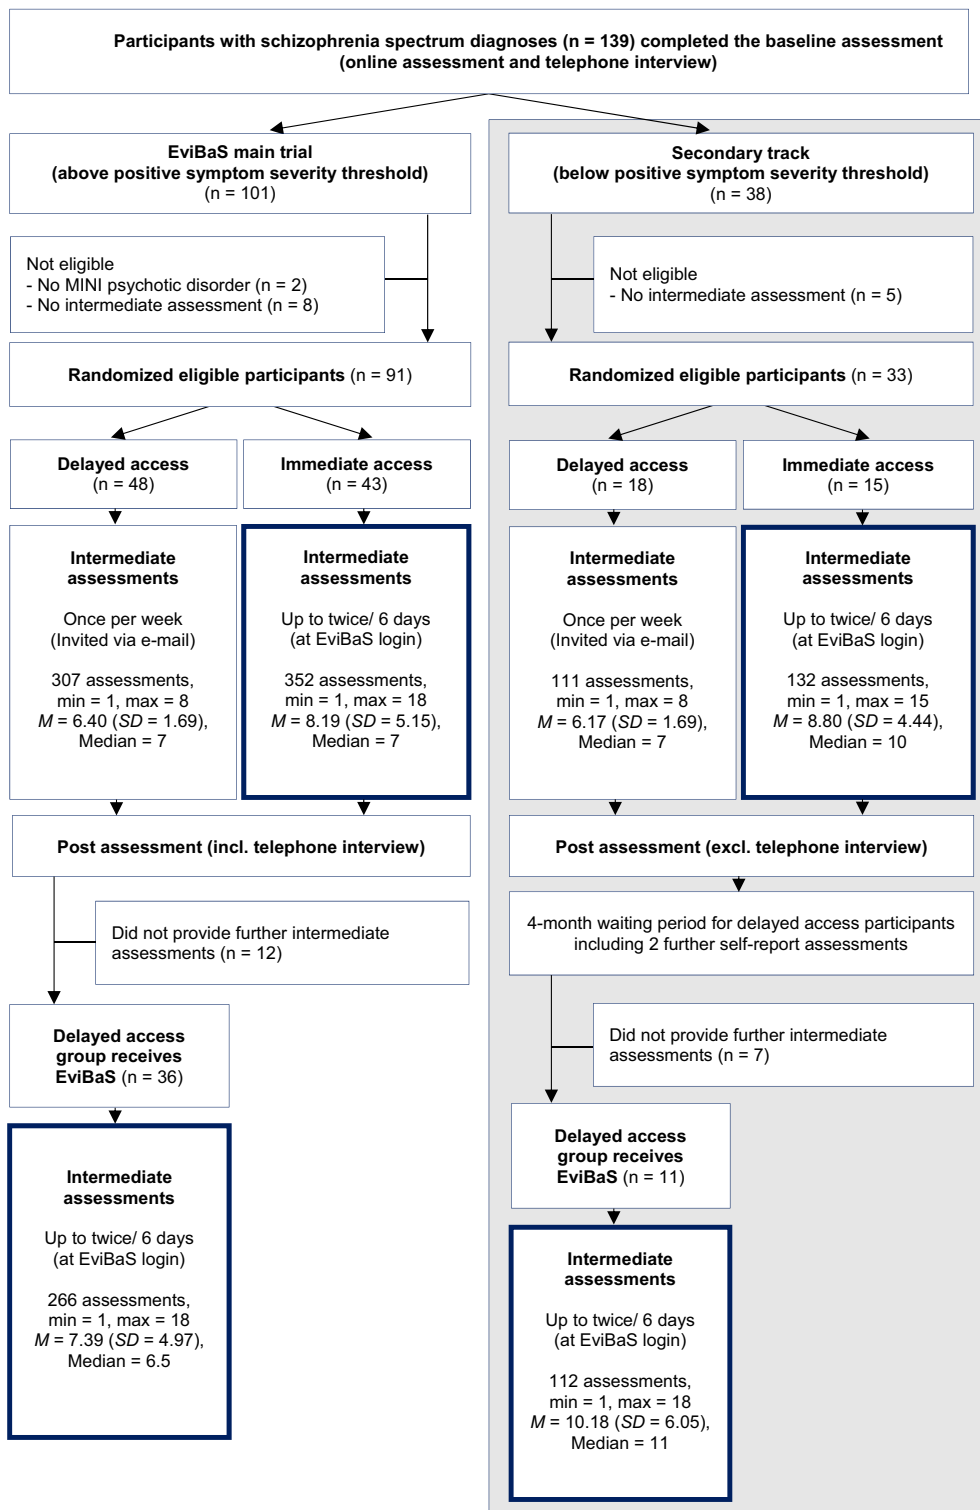 Participants with schizophrenia spectrum diagnoses (n = 139) completed the baseline assessment
(online assessment and telephone interview)
EviBaS main trial
(above positive symptom severity threshold)
(n = 101)
Not eligible
- No MINI psychotic disorder (n = 2)
- No intermediate assessment (n = 8)
Randomized eligible participants (n = 91)
Delayed access
(n = 48)
Immediate access
(n = 43)
Intermediate
assessments
Once per week
(Invited via e-mail)
307 assessments,
min = 1, max = 8
M = 6.40 (SD = 1.69),
Median = 7
Intermediate
assessments
Up to twice/ 6 days
(at EviBaS login)
352 assessments,
min = 1, max = 18
M = 8.19 (SD = 5.15),
Median = 7
Post assessment (incl. telephone interview)
Did not provide further intermediate
assessments (n = 12)
Delayed access
group receives
EviBaS (n = 36)
Intermediate
assessments
Up to twice/ 6 days
(at EviBaS login)
266 assessments,
min = 1, max = 18
M = 7.39 (SD = 4.97),
Median = 6.5
Secondary track
(below positive symptom severity threshold)
(n = 38)
Not eligible
- No intermediate assessment (n = 5)
Randomized eligible participants (n = 33)
Delayed access
(n = 18)
Immediate access
(n = 15)
Intermediate
assessments
Once per week
(Invited via e-mail)
111 assessments,
min = 1, max = 8
M = 6.17 (SD = 1.69),
Median = 7
Intermediate
assessments
Up to twice/ 6 days
(at EviBaS login)
132 assessments,
min = 1, max = 15
M = 8.80 (SD = 4.44),
Median = 10
Post assessment (excl. telephone interview)
4-month waiting period for delayed access participants
including 2 further self-report assessments
Did not provide further intermediate
assessments (n = 7)
Delayed access
group receives
EviBaS (n = 11)
Intermediate
assessments
Up to twice/ 6 days
(at EviBaS login)
112 assessments,
min = 1, max = 18
M = 10.18 (SD = 6.05),
Median = 11